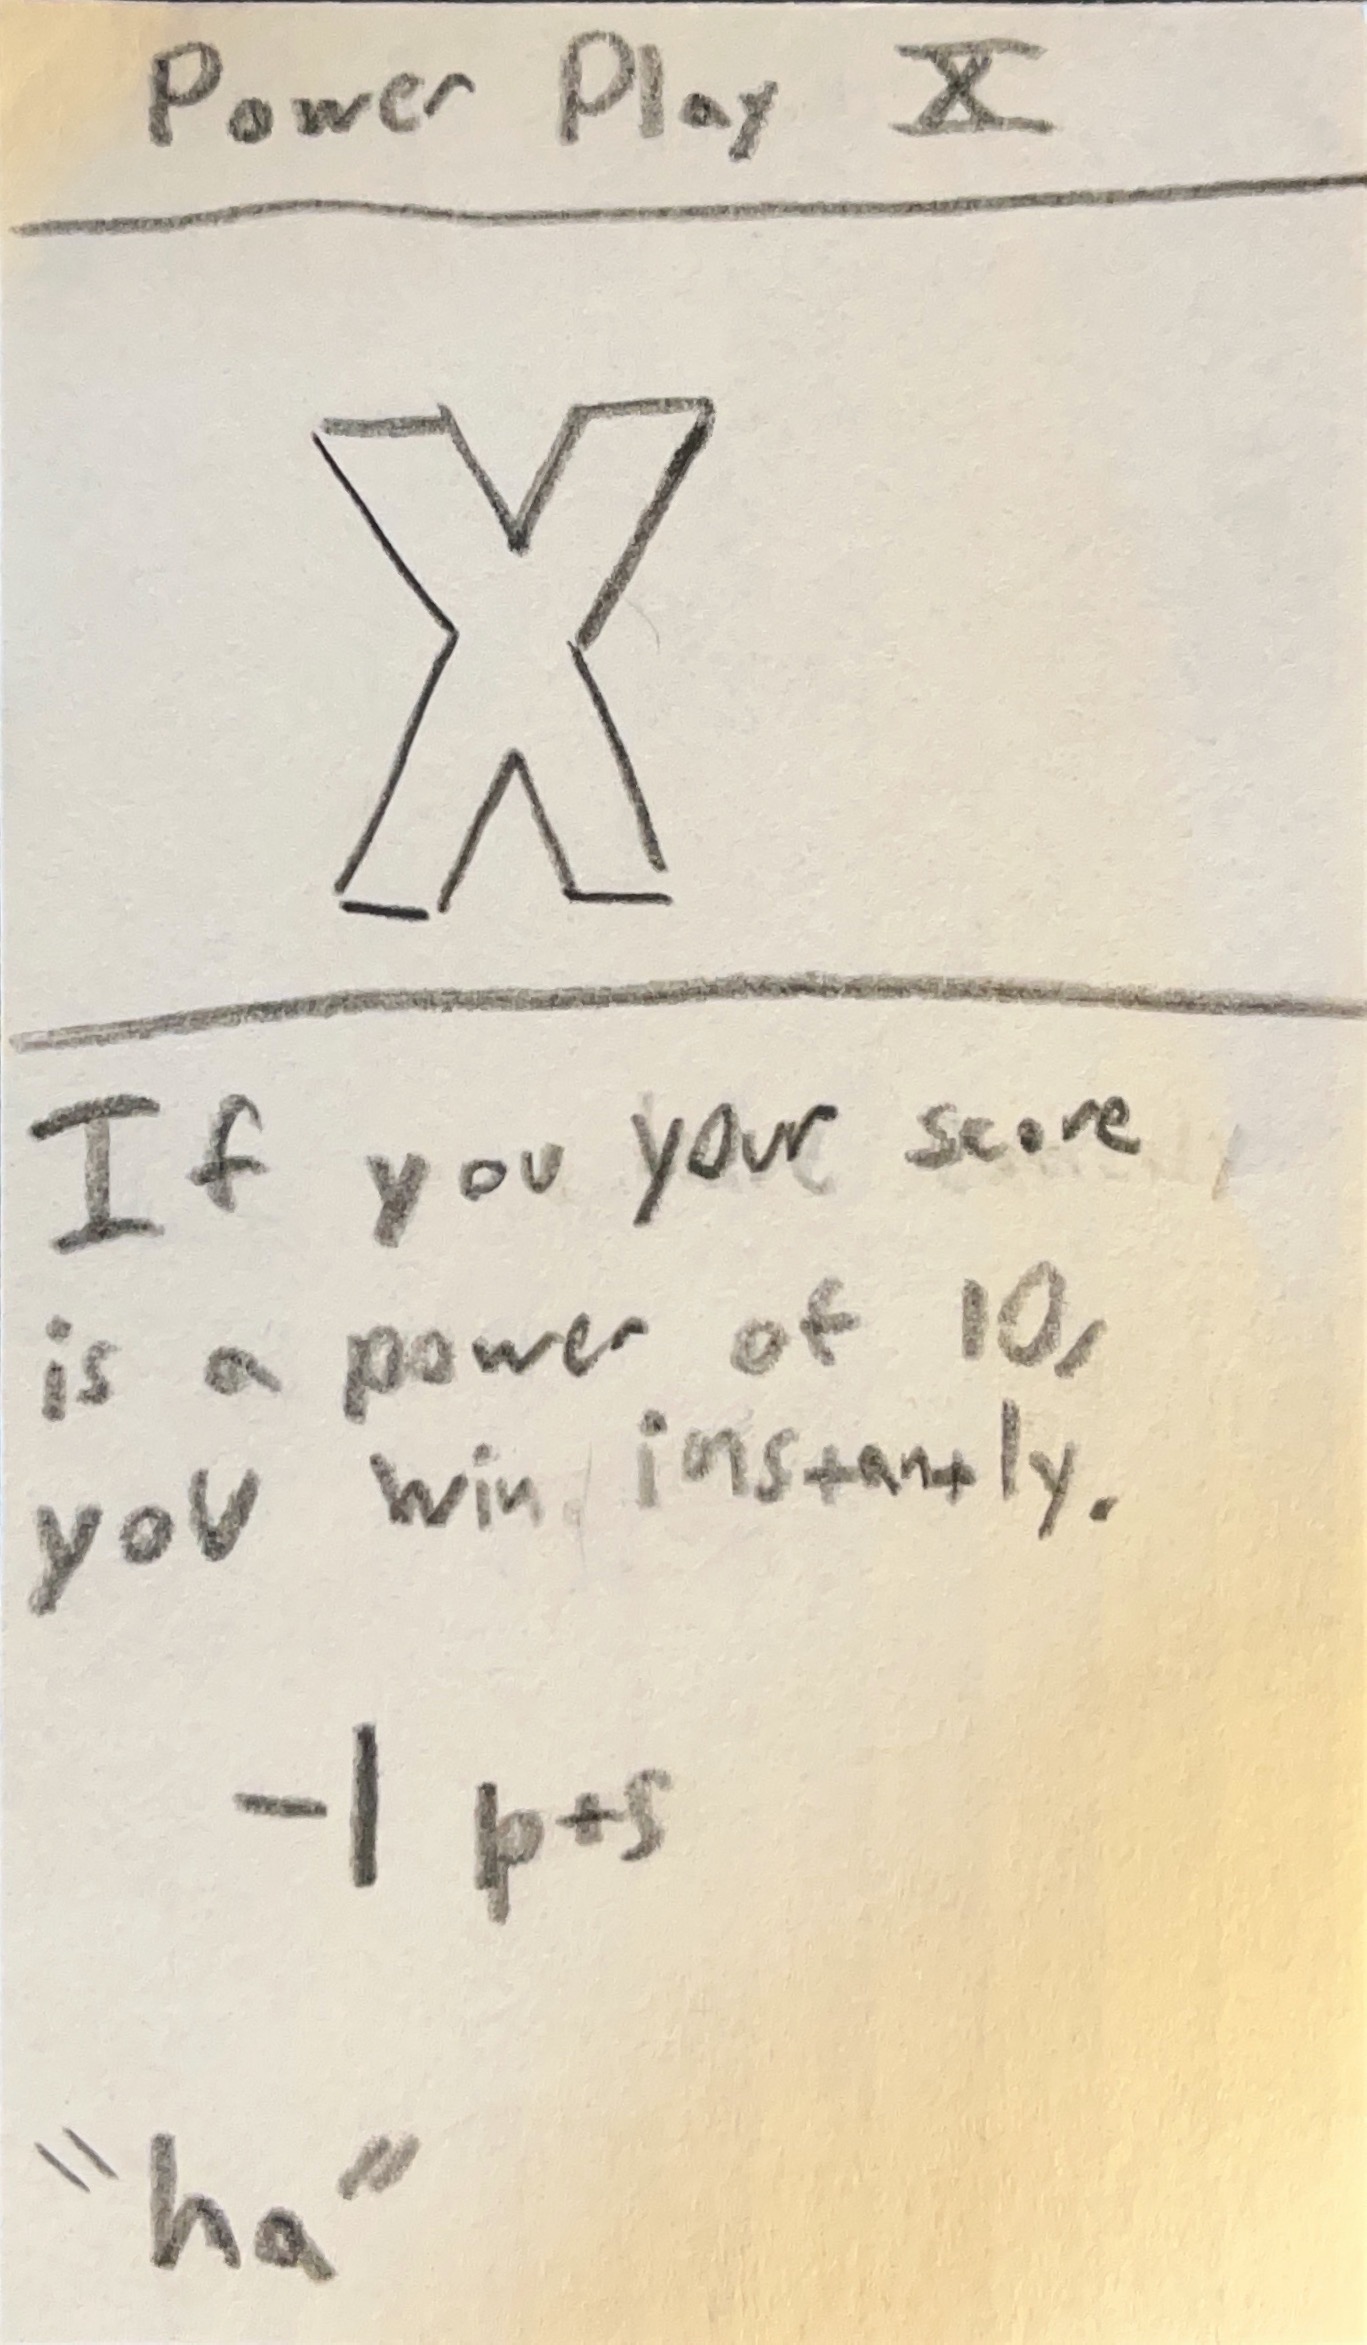 Power Play X
X
If you your score
is a power of 10,
you win instantly.
-1 pts
"ha"